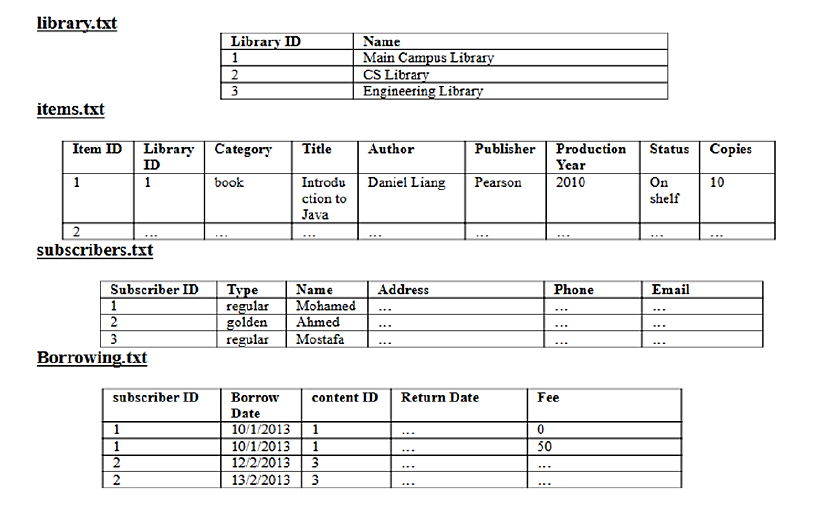 library.txt
Library ID Name
1 Main Campus Library
2 CS Library
3 Engineering Library
items.txt
Item ID Library ID Category Title Author Publisher Production Year Status Copies
1 1 book Introdu ction to Java Daniel Liang Pearson 2010 On shelf 10
2 ... ... ... ... ... ... ... ...
subscribers.txt
Subscriber ID Type Name Address Phone Email
1 regular Mohamed ... ... ...
2 golden Ahmed ... ... ...
3 regular Mostafa ... ... ...
Borrowing.txt
subscriber ID Borrow Date content ID Return Date Fee
1 10/1/2013 1 ... 0
1 10/1/2013 1 ... 50
2 12/2/2013 3 ... ...
2 13/2/2013 3 ... ...